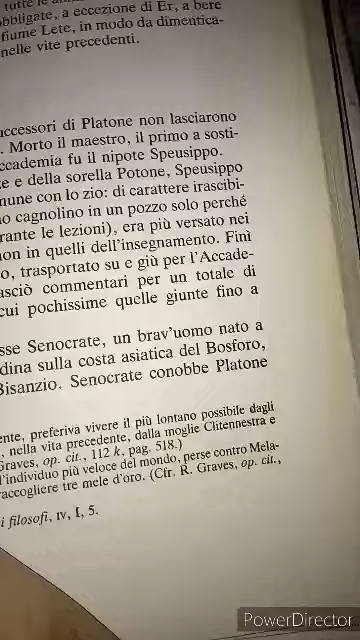 tutte le
obbligate, a eccezione di Er, a bere
fiume Lete, in modo da dimentica-
nelle vite precedenti.
uccessori di Platone non lasciarono
. Morto il maestro, il primo a sosti-
ccademia fu il nipote Speusippo.
e e della sorella Potone, Speusippo
mune con lo zio: di carattere irascibi-
o cagnolino in un pozzo solo perché
rante le lezioni), era più versato nei
on in quelli dell'insegnamento. Finì
o, trasportato su e giù per l'Accade-
asciò commentari per un totale di
cui pochissime quelle giunte fino a
sse Senocrate, un brav'uomo nato a
dina sulla costa asiatica del Bosforo,
Bisanzio. Senocrate conobbe Platone
ente, preferiva vivere il più lontano possibile dagli
, nella vita precedente, dalla moglie Clitennestra e
Graves, op. cit., 112 k, pag. 518.)
l'individuo più veloce del mondo, perse contro Mela-
accogliere tre mele d'oro. (Cfr. R. Graves, op. cit.,
i filosofi, IV, I, 5.
PowerDirector